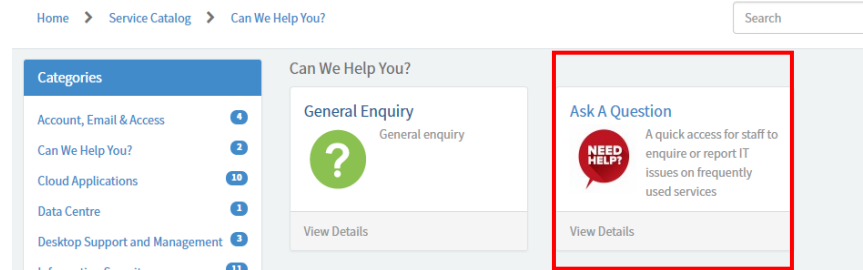 Home > Service Catalog > Can We Help You?
Search
Categories
Account, Email & Access 4
Can We Help You? 2
Cloud Applications 10
Data Centre 1
Desktop Support and Management 3
11
Can We Help You?
General Enquiry
General enquiry
?
View Details
Ask A Question
NEED
HELP?
A quick access for staff to
enquire or report IT
issues on frequently
used services
View Details